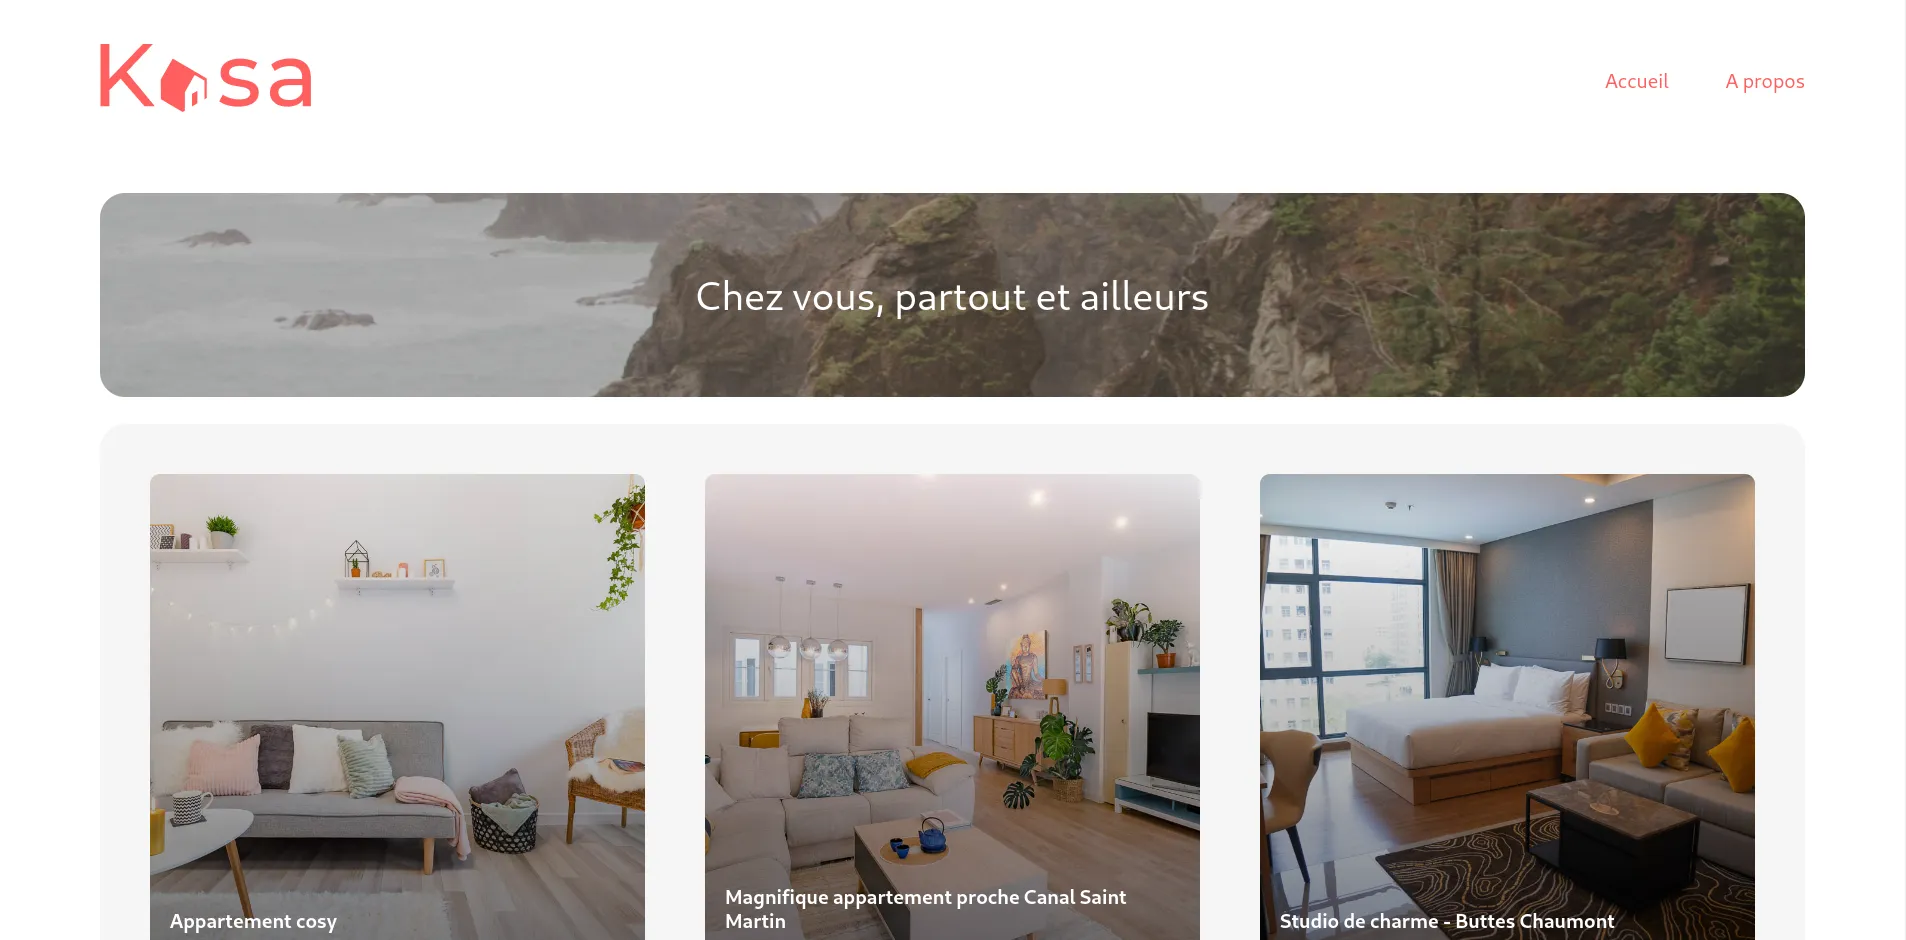 Kasa
Accueil
A propos
Chez vous, partout et ailleurs
Appartement cosy
Magnifique appartement proche Canal Saint
Martin
Studio de charme - Buttes Chaumont